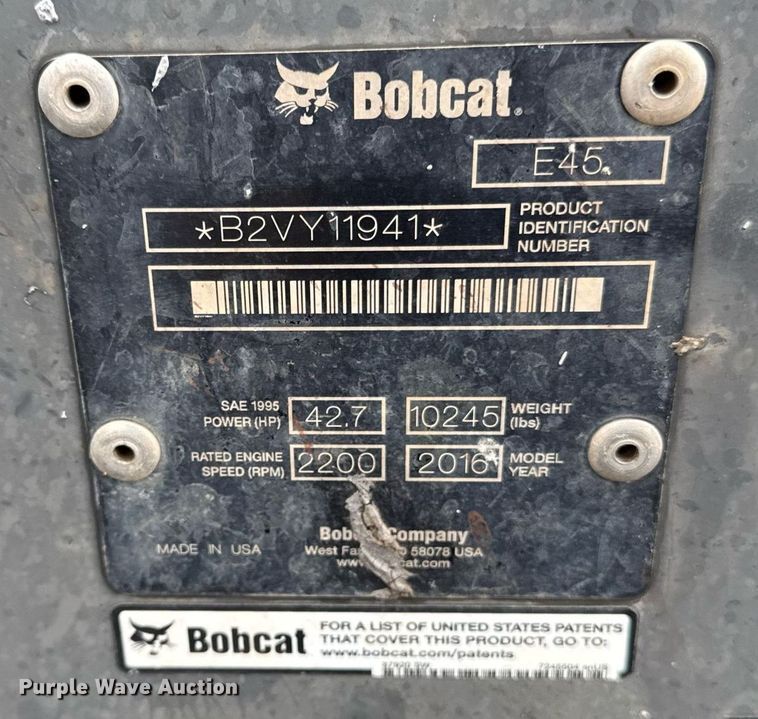 Bobcat®
E45
*B2VY11941*
PRODUCT
IDENTIFICATION
NUMBER
SAE 1995
POWER (HP)
42.7
10245
WEIGHT
(lbs)
RATED ENGINE
SPEED (RPM)
2200
2016
MODEL
YEAR
Company
MADE IN USA
West 58078 USA
Bobcat
FOR A LIST OF UNITED STATES PATENTS
THAT COVER THIS PRODUCT, GO TO:
www.bobcat.com/patents
Purple Wave Auction